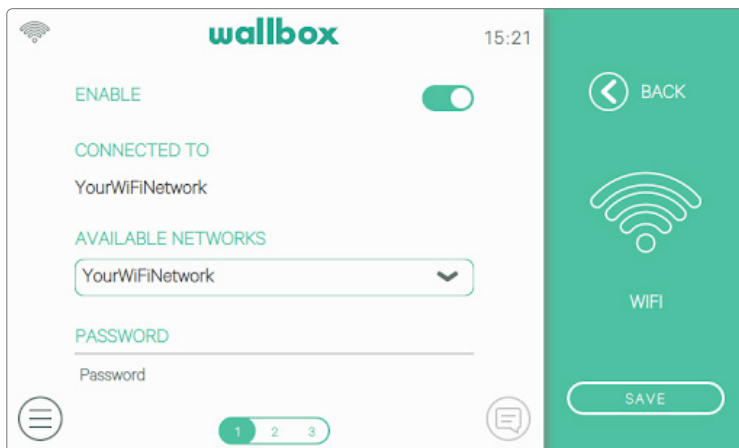 wallbox
15:21
ENABLE
CONNECTED TO
YourWiFiNetwork
AVAILABLE NETWORKS
YourWiFiNetwork
PASSWORD
Password
1 2 3
BACK
WIFI
SAVE